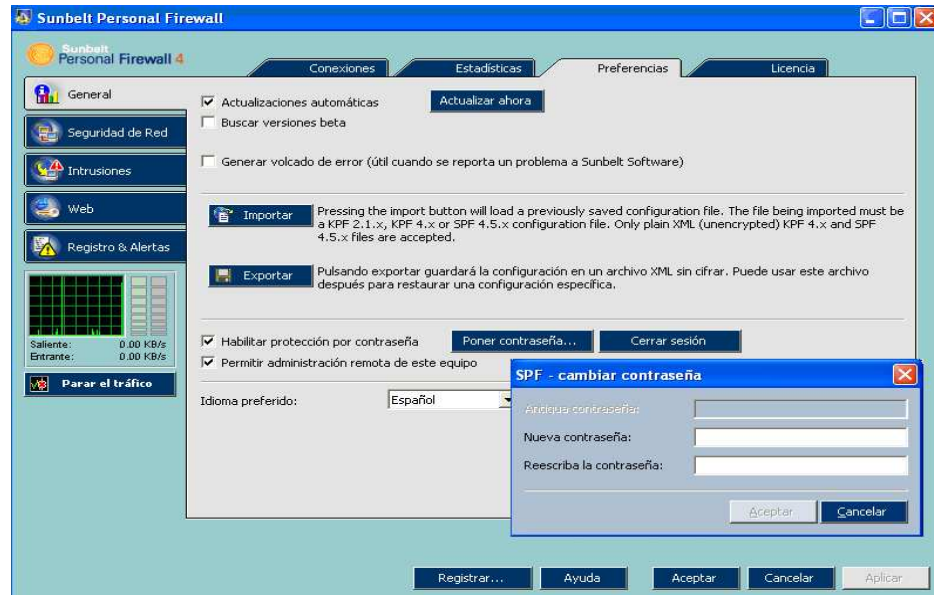 Sunbelt Personal Firewall
Sunbelt
Personal Firewall 4
Conexiones
Estadísticas
Preferencias
Licencia
General
Seguridad de Red
Intrusiones
Web
Registro & Alertas
Saliente: 0.00 KB/s
Entrante: 0.00 KB/s
Parar el tráfico
Actualizaciones automáticas
Actualizar ahora
Buscar versiones beta
Generar volcado de error (útil cuando se reporta un problema a Sunbelt Software)
Importar
Pressing the import button will load a previously saved configuration file. The file being imported must be
a KPF 2.1.x, KPF 4.x or SPF 4.5.x configuration file. Only plain XML (unencrypted) KPF 4.x and SPF
4.5.x files are accepted.
Exportar
Pulsando exportar guardará la configuración en un archivo XML sin cifrar. Puede usar este archivo
después para restaurar una configuración específica.
Habilitar protección por contraseña
Poner contraseña...
Cerrar sesión
Permitir administración remota de este equipo
Idioma preferido:
Español
SPF - cambiar contraseña
Antigua contraseña:
Nueva contraseña:
Reescriba la contraseña:
Aceptar
Cancelar
Registrar...
Ayuda
Aceptar
Cancelar
Aplicar